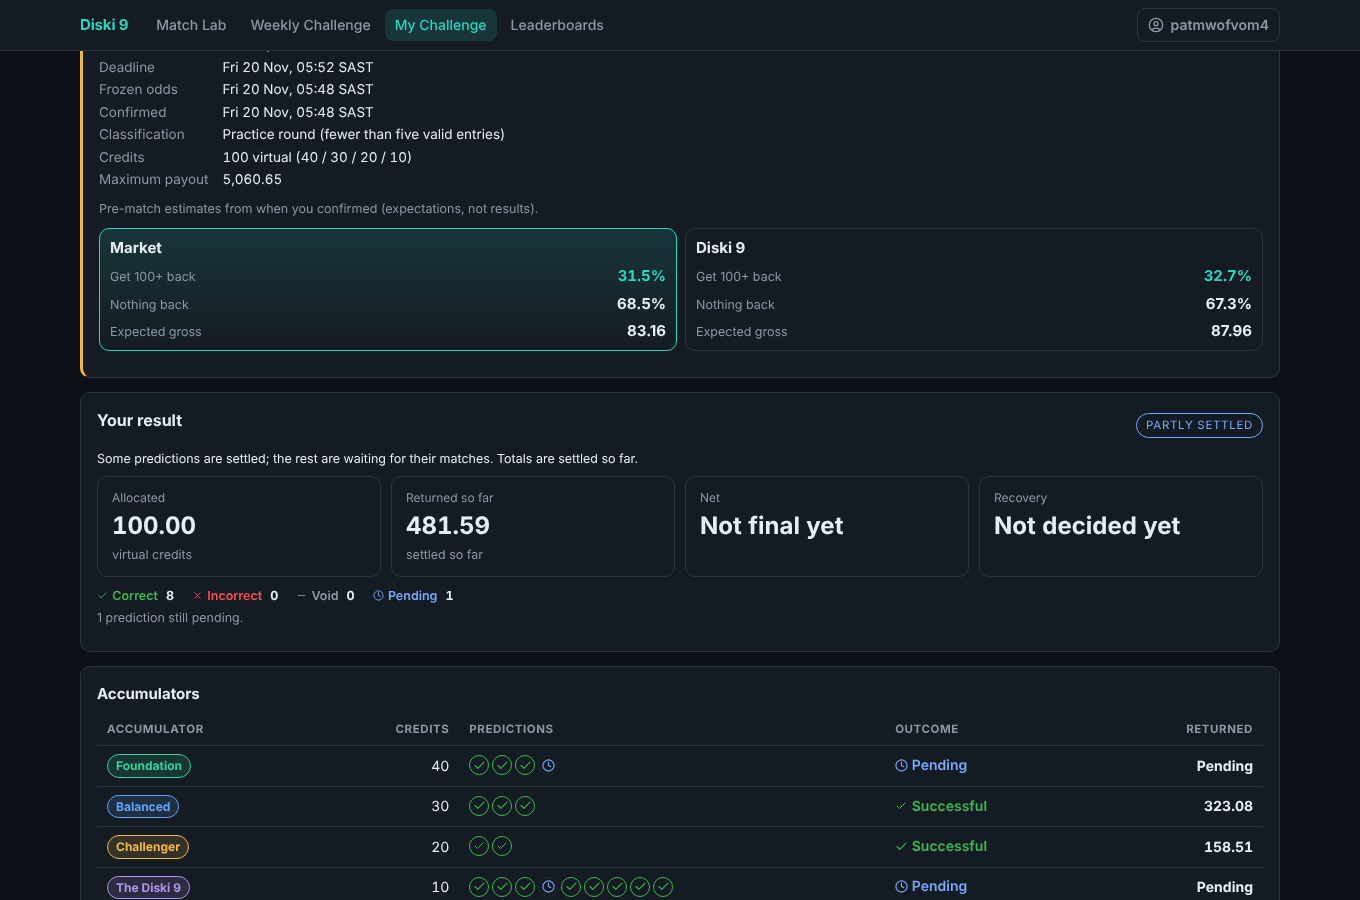 Diski 9 Match Lab Weekly Challenge My Challenge Leaderboards patmwofvom4
Deadline Fri 20 Nov, 05:52 SAST
Frozen odds Fri 20 Nov, 05:48 SAST
Confirmed Fri 20 Nov, 05:48 SAST
Classification Practice round (fewer than five valid entries)
Credits 100 virtual (40 / 30 / 20 / 10)
Maximum payout 5,060.65
Pre-match estimates from when you confirmed (expectations, not results).
Market
Get 100+ back 31.5%
Nothing back 68.5%
Expected gross 83.16
Diski 9
Get 100+ back 32.7%
Nothing back 67.3%
Expected gross 87.96
Your result
PARTLY SETTLED
Some predictions are settled; the rest are waiting for their matches. Totals are settled so far.
Allocated
100.00
virtual credits
Returned so far
481.59
settled so far
Net
Not final yet
Recovery
Not decided yet
Correct 8 Incorrect 0 Void 0 Pending 1
1 prediction still pending.
Accumulators
ACCUMULATOR CREDITS PREDICTIONS OUTCOME RETURNED
Foundation 40 Pending Pending
Balanced 30 Successful 323.08
Challenger 20 Successful 158.51
The Diski 9 10 Pending Pending